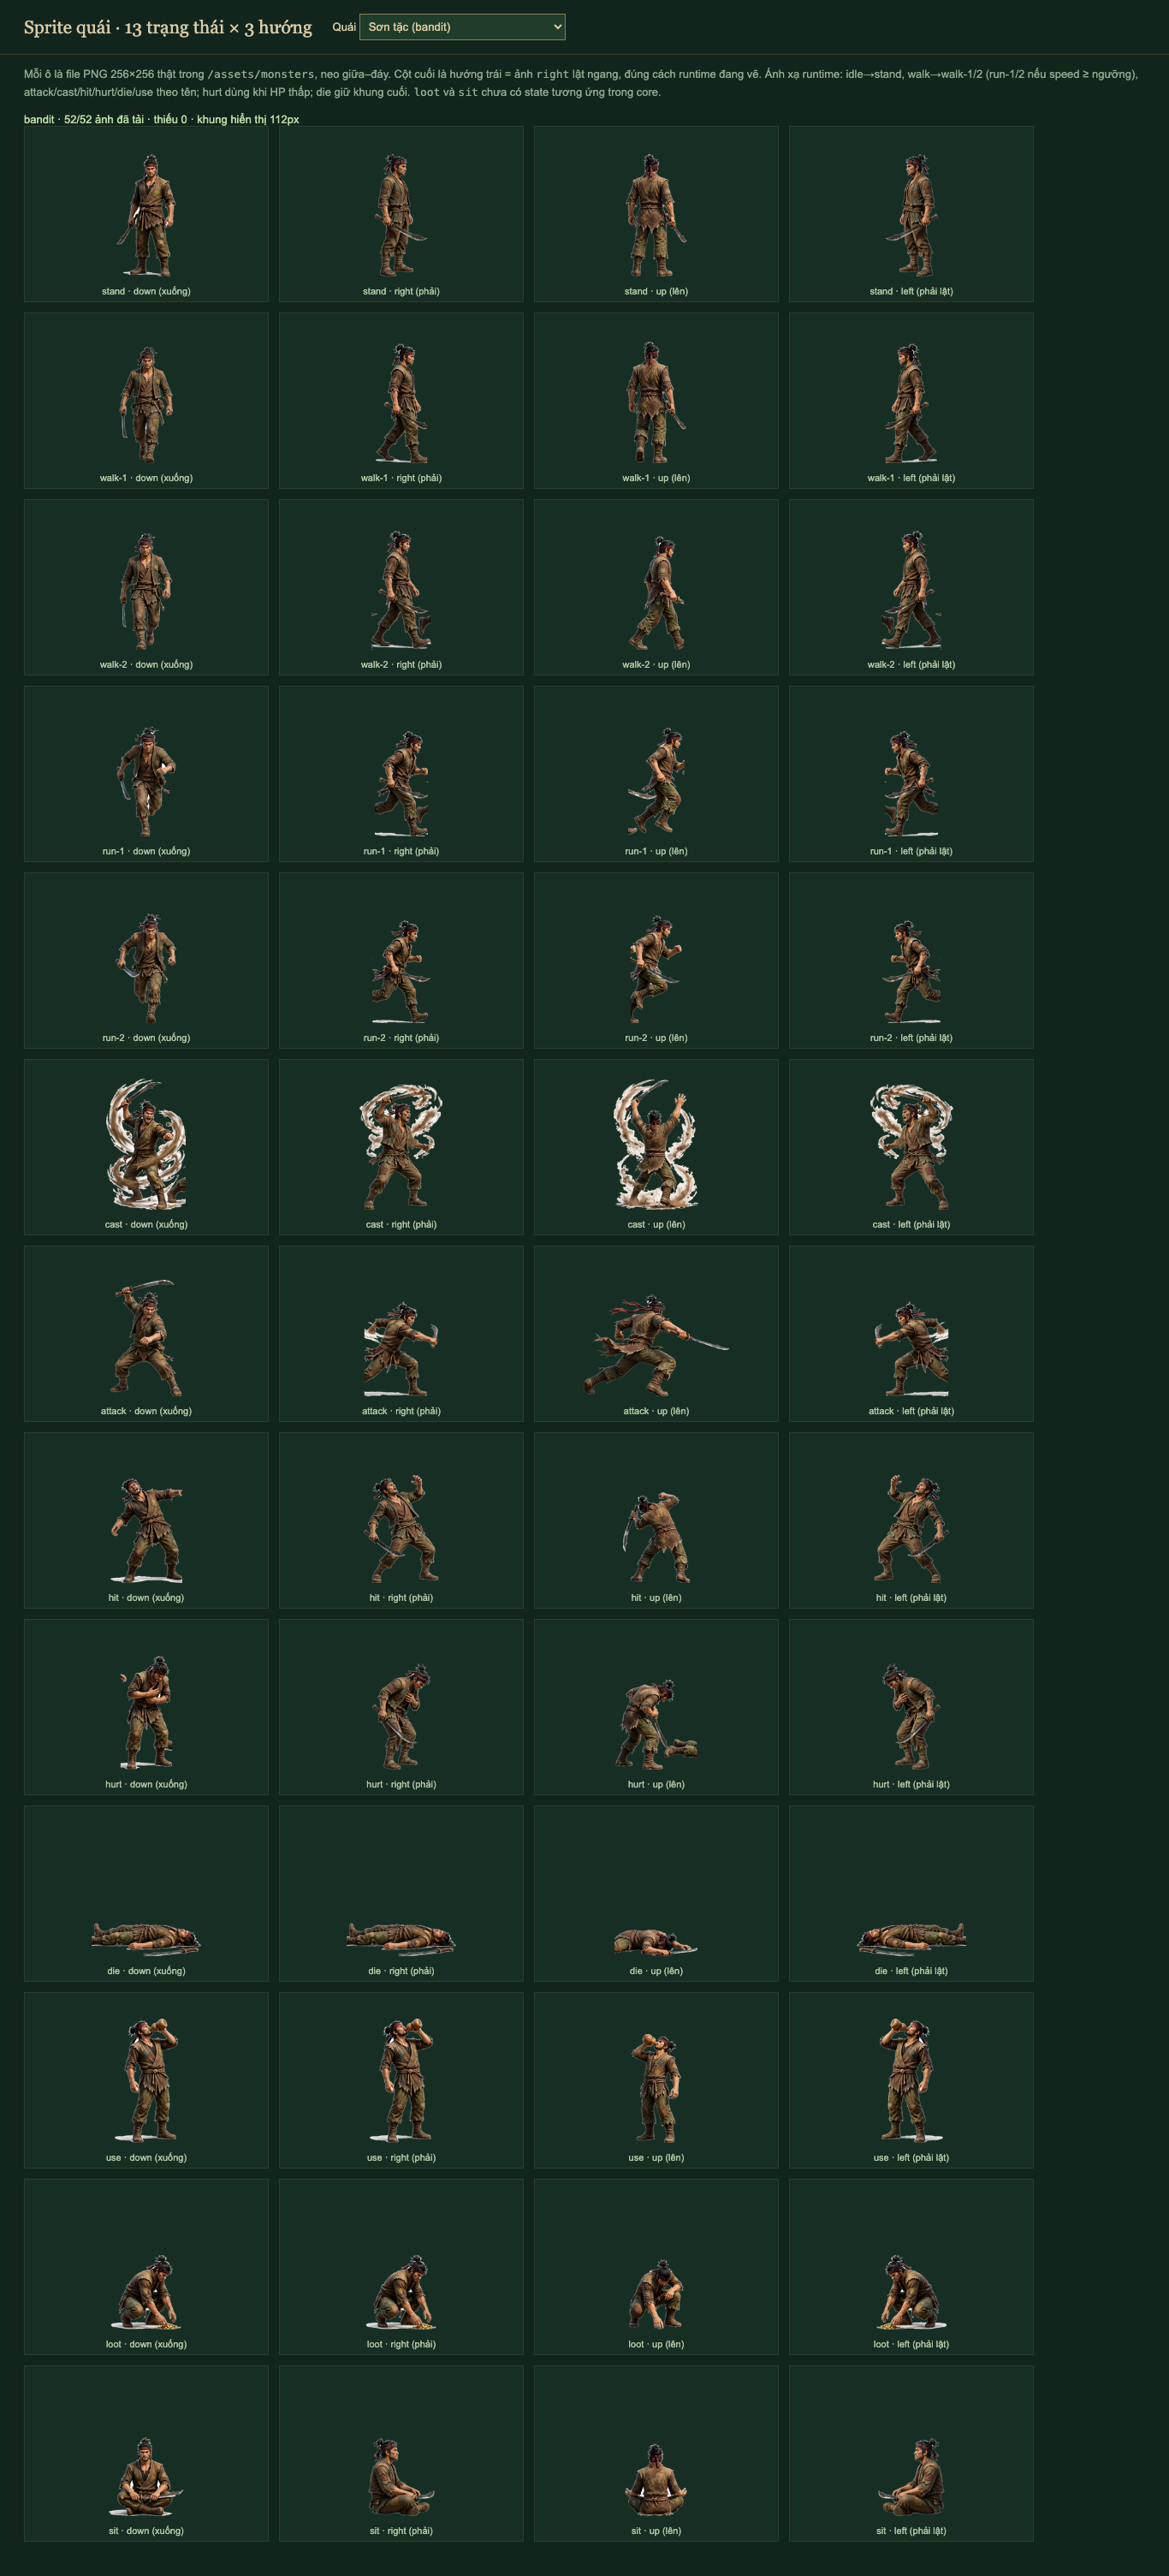 Sprite quái · 13 trạng thái × 3 hướng
Quái
Sơn tặc (bandit)
Mỗi ô là file PNG 256×256 thật trong /assets/monsters, neo giữa–đáy. Cột cuối là hướng trái = ảnh right lật ngang, đúng cách runtime đang vẽ. Ánh xạ runtime: idle→stand, walk→walk-1/2 (run-1/2 nếu speed ≥ ngưỡng),
attack/cast/hit/hurt/die/use theo tên; hurt dùng khi HP thấp; die giữ khung cuối. loot và sit chưa có state tương ứng trong core.
bandit · 52/52 ảnh đã tải · thiếu 0 · khung hiển thị 112px
stand · down (xuống)
stand · right (phải)
stand · up (lên)
stand · left (phải lật)
walk-1 · down (xuống)
walk-1 · right (phải)
walk-1 · up (lên)
walk-1 · left (phải lật)
walk-2 · down (xuống)
walk-2 · right (phải)
walk-2 · up (lên)
walk-2 · left (phải lật)
run-1 · down (xuống)
run-1 · right (phải)
run-1 · up (lên)
run-1 · left (phải lật)
run-2 · down (xuống)
run-2 · right (phải)
run-2 · up (lên)
run-2 · left (phải lật)
cast · down (xuống)
cast · right (phải)
cast · up (lên)
cast · left (phải lật)
attack · down (xuống)
attack · right (phải)
attack · up (lên)
attack · left (phải lật)
hit · down (xuống)
hit · right (phải)
hit · up (lên)
hit · left (phải lật)
hurt · down (xuống)
hurt · right (phải)
hurt · up (lên)
hurt · left (phải lật)
die · down (xuống)
die · right (phải)
die · up (lên)
die · left (phải lật)
use · down (xuống)
use · right (phải)
use · up (lên)
use · left (phải lật)
loot · down (xuống)
loot · right (phải)
loot · up (lên)
loot · left (phải lật)
sit · down (xuống)
sit · right (phải)
sit · up (lên)
sit · left (phải lật)